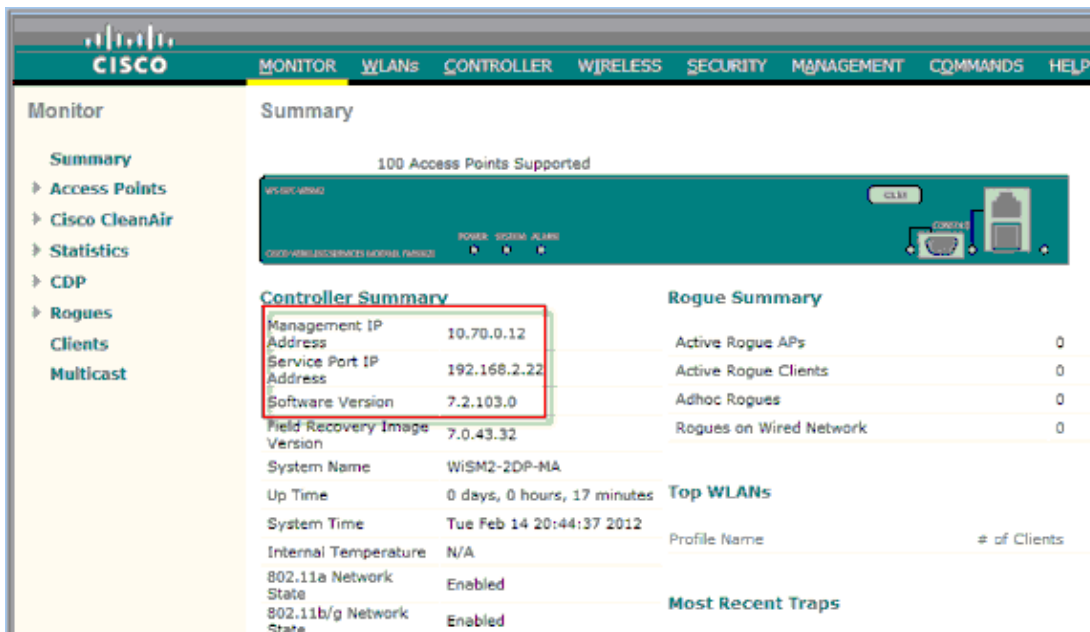 CISCO
MONITOR WLANs CONTROLLER WIRELESS SECURITY MANAGEMENT COMMANDS HELP
Monitor
Summary
Access Points
Cisco CleanAir
Statistics
CDP
Rogues
Clients
Multicast
Summary
100 Access Points Supported
WS-SVC-WISM2
POWER SYSTEM ALARM
CONSOLE
Controller Summary
Management IP
Address 10.70.0.12
Service Port IP
Address 192.168.2.22
Software Version 7.2.103.0
Field Recovery Image
Version 7.0.43.32
System Name WiSM2-2DP-MA
Up Time 0 days, 0 hours, 17 minutes
System Time Tue Feb 14 20:44:37 2012
Internal Temperature N/A
802.11a Network
State Enabled
802.11b/g Network
State Enabled
Rogue Summary
Active Rogue APs 0
Active Rogue Clients 0
Adhoc Rogues 0
Rogues on Wired Network 0
Top WLANs
Profile Name # of Clients
Most Recent Traps